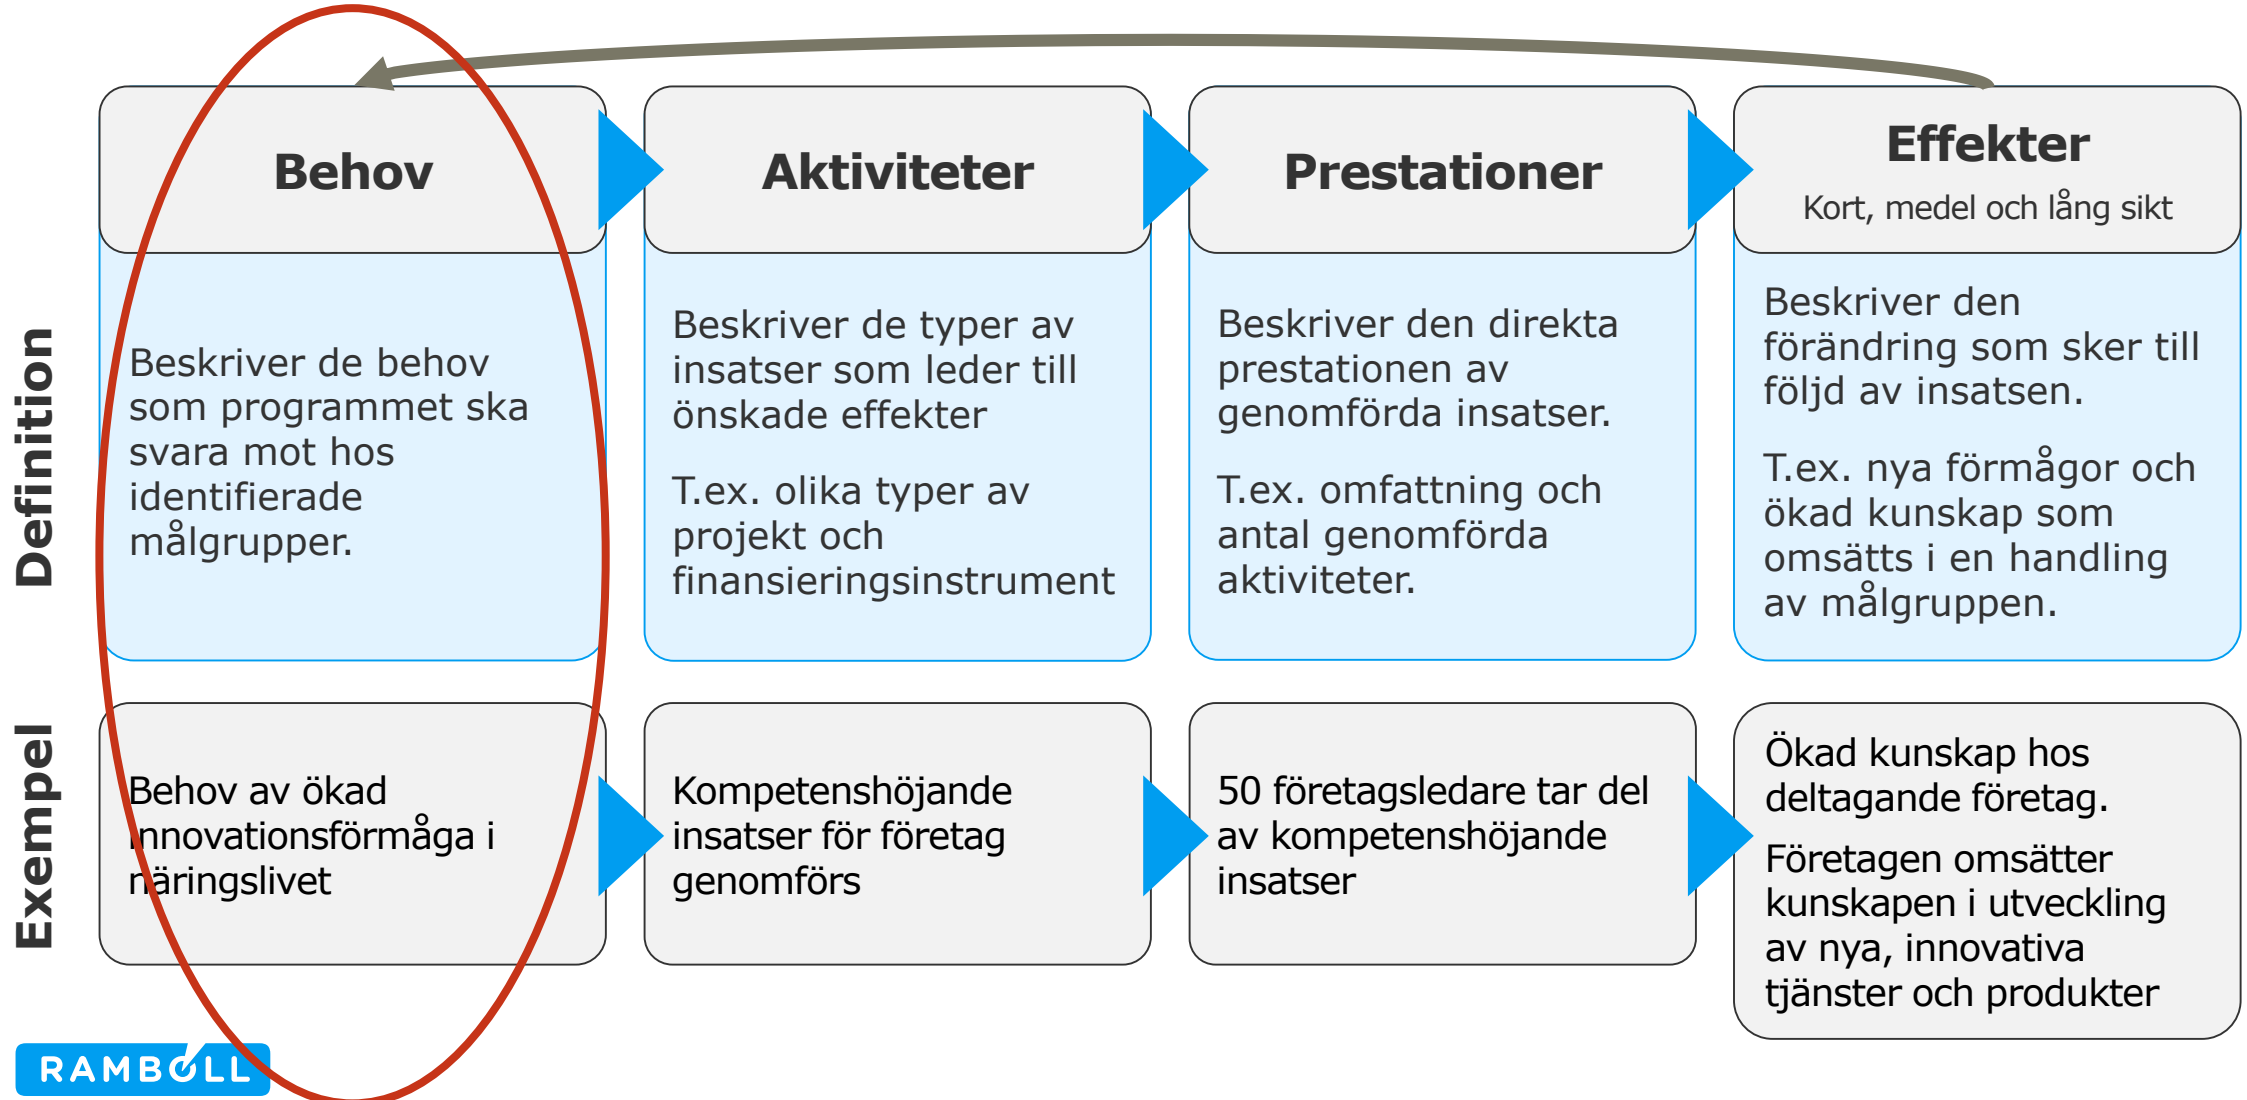 Behov
Aktiviteter
Prestationer
Effekter
Kort, medel och lång sikt
Definition
Beskriver de behov
som programmet ska
svara mot hos
identifierade
målgrupper.
Beskriver de typer av
insatser som leder till
önskade effekter
T.ex. olika typer av
projekt och
finansieringsinstrument
Beskriver den direkta
prestationen av
genomförda insatser.
T.ex. omfattning och
antal genomförda
aktiviteter.
Beskriver den
förändring som sker till
följd av insatsen.
T.ex. nya förmågor och
ökad kunskap som
omsätts i en handling
av målgruppen.
Exempel
Behov av ökad
innovationsförmåga i
näringslivet
Kompetenshöjande
insatser för företag
genomförs
50 företagsledare tar del
av kompetenshöjande
insatser
Ökad kunskap hos
deltagande företag.
Företagen omsätter
kunskapen i utveckling
av nya, innovativa
tjänster och produkter
RAMBOLL